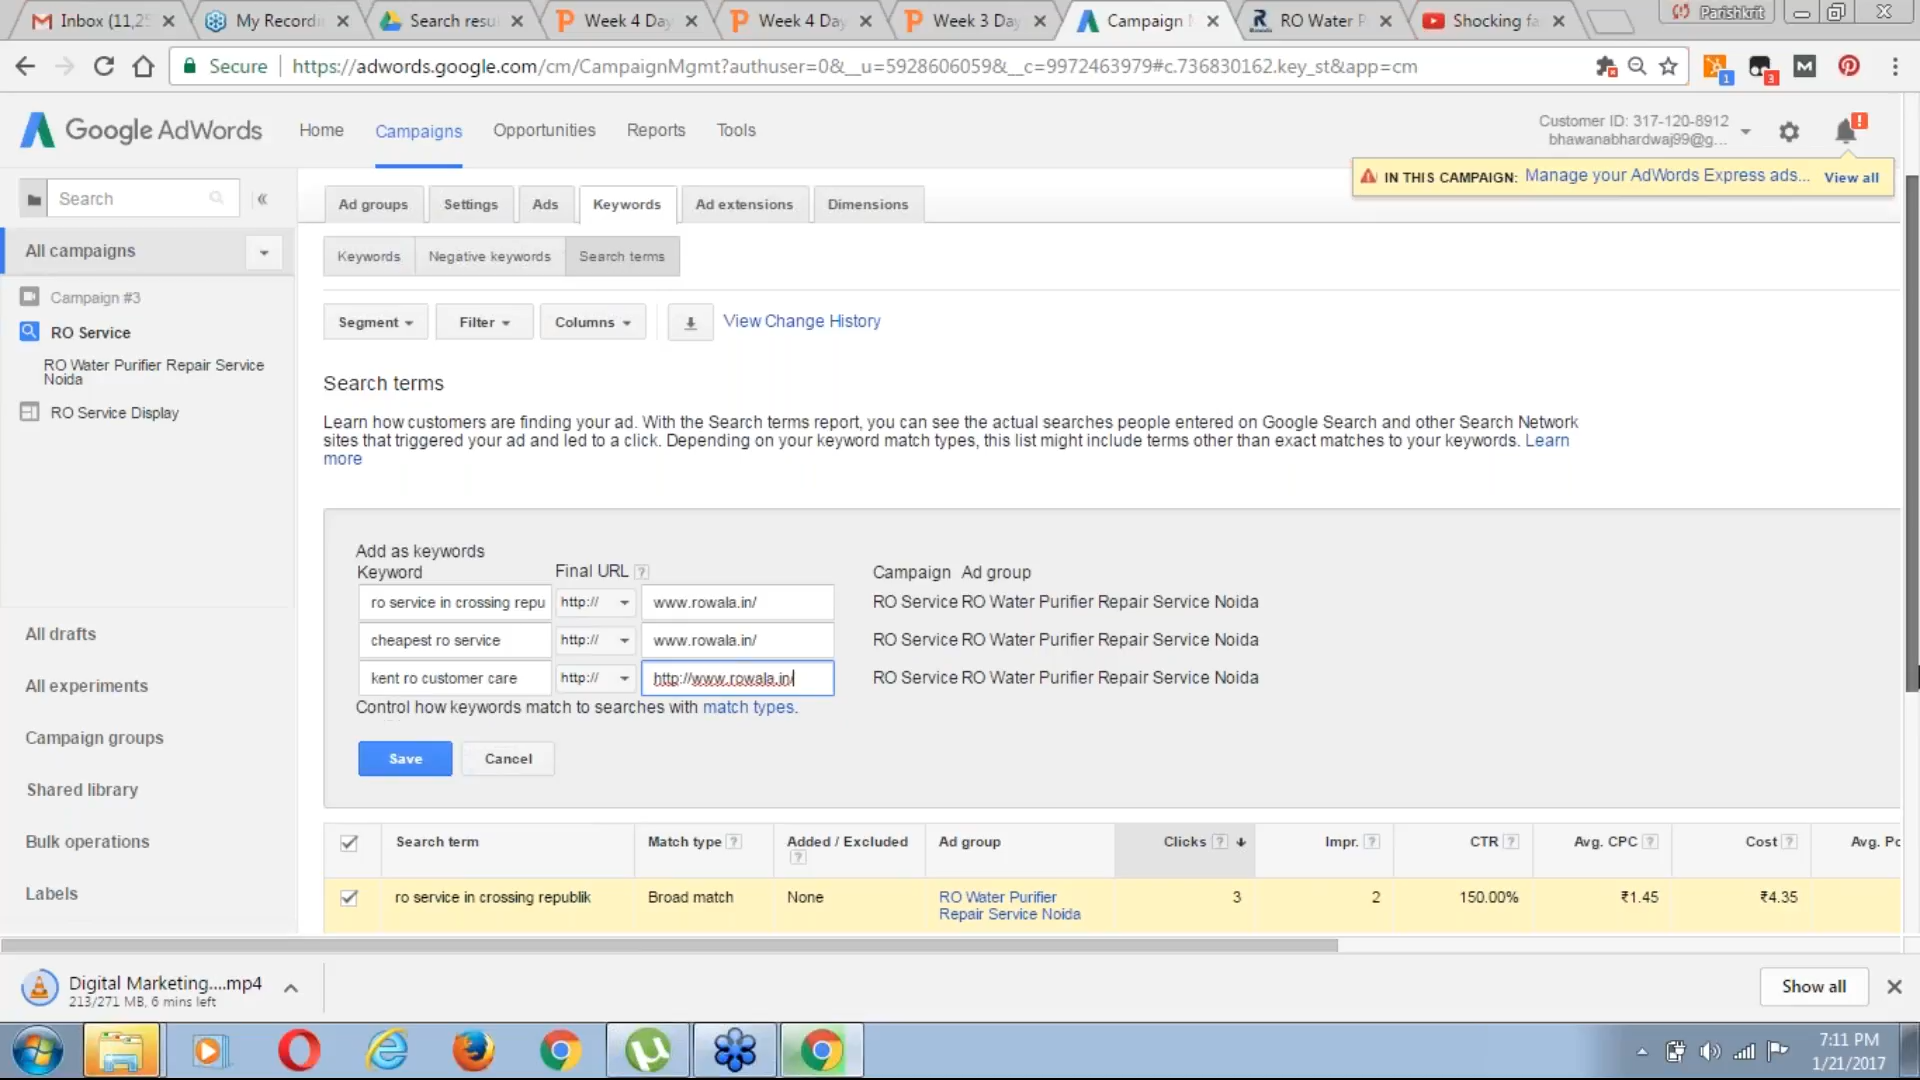 Inbox (11,25
My Recordi
Search resu
Week 4 Day
Week 4 Day
Week 3 Day
Campaign
RO Water P
Shocking fa
Parishkrit
Secure
https://adwords.google.com/cm/CampaignMgmt?authuser=0&__u=5928606059&__c=9972463979#c.736830162.key_st&app=cm
1
3
Google AdWords
Home
Campaigns
Opportunities
Reports
Tools
Customer ID: 317-120-8912
bhawanabhardwaj99@g...
IN THIS CAMPAIGN: Manage your AdWords Express ads... View all
Search
All campaigns
Campaign #3
RO Service
RO Water Purifier Repair Service
Noida
RO Service Display
All drafts
All experiments
Campaign groups
Shared library
Bulk operations
Labels
Ad groups
Settings
Ads
Keywords
Ad extensions
Dimensions
Keywords
Negative keywords
Search terms
Segment
Filter
Columns
View Change History
Search terms
Learn how customers are finding your ad. With the Search terms report, you can see the actual searches people entered on Google Search and other Search Network
sites that triggered your ad and led to a click. Depending on your keyword match types, this list might include terms other than exact matches to your keywords. Learn
more
Add as keywords
Keyword Final URL ? Campaign Ad group
ro service in crossing repu http:// www.rowala.in/ RO Service RO Water Purifier Repair Service Noida
cheapest ro service http:// www.rowala.in/ RO Service RO Water Purifier Repair Service Noida
kent ro customer care http:// http://www.rowala.in/ RO Service RO Water Purifier Repair Service Noida
Control how keywords match to searches with match types.
Save
Cancel
Search term Match type ? Added / Excluded ? Ad group Clicks ? Impr. ? CTR ? Avg. CPC ? Cost ? Avg. Po
ro service in crossing republik Broad match None RO Water Purifier 3 2 150.00% ₹1.45 ₹4.35
Repair Service Noida
Digital Marketing....mp4
213/271 MB, 6 mins left
Show all
7:11 PM
1/21/2017